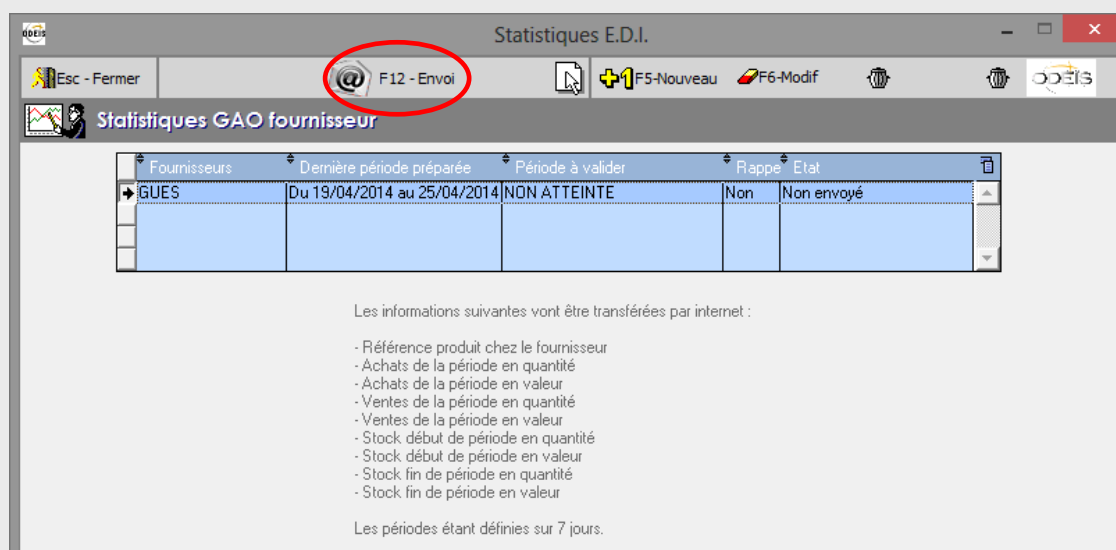 ODEIS
Statistiques E.D.I.
Esc - Fermer
@ F12 - Envoi
+1 F5-Nouveau
F6-Modif
ODEIS
Statistiques GAO fournisseur
Fournisseurs Dernière période préparée Période à valider Rappe Etat
GUES Du 19/04/2014 au 25/04/2014 NON ATTEINTE Non Non envoyé
Les informations suivantes vont être transférées par internet :
- Référence produit chez le fournisseur
- Achats de la période en quantité
- Achats de la période en valeur
- Ventes de la période en quantité
- Ventes de la période en valeur
- Stock début de période en quantité
- Stock début de période en valeur
- Stock fin de période en quantité
- Stock fin de période en valeur
Les périodes étant définies sur 7 jours.